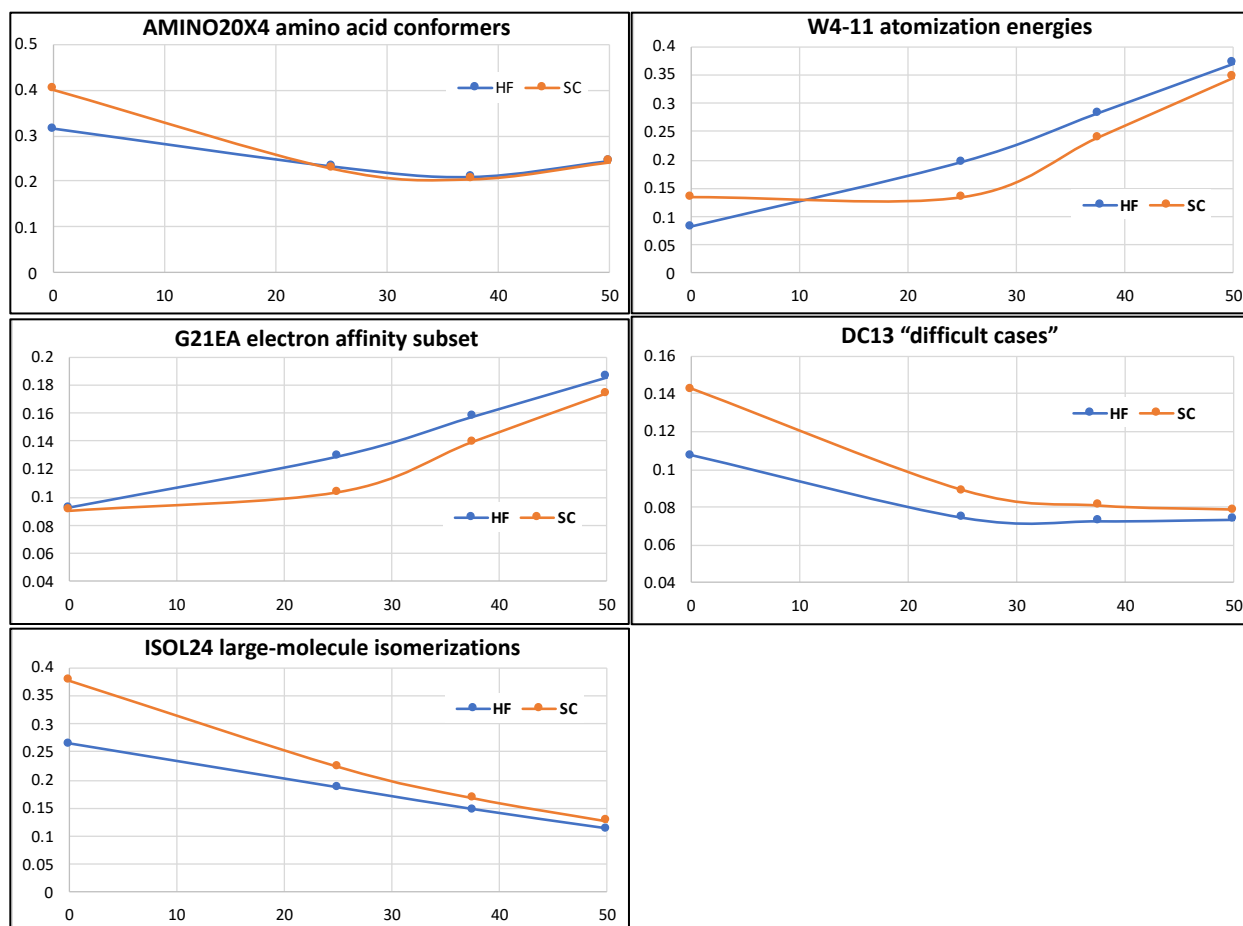 AMINO20X4 amino acid conformers
0.5
0.4
0.3
0.2
0.1
0
HF SC
0 10 20 30 40 50
W4-11 atomization energies
0.4
0.35
0.3
0.25
0.2
0.15
0.1
0.05
0
HF SC
0 10 20 30 40 50
G21EA electron affinity subset
0.2
0.18
0.16
0.14
0.12
0.1
0.08
0.06
0.04
HF SC
0 10 20 30 40 50
DC13 “difficult cases”
0.16
0.14
0.12
0.1
0.08
0.06
0.04
HF SC
0 10 20 30 40 50
ISOL24 large-molecule isomerizations
0.4
0.35
0.3
0.25
0.2
0.15
0.1
0.05
0
HF SC
0 10 20 30 40 50